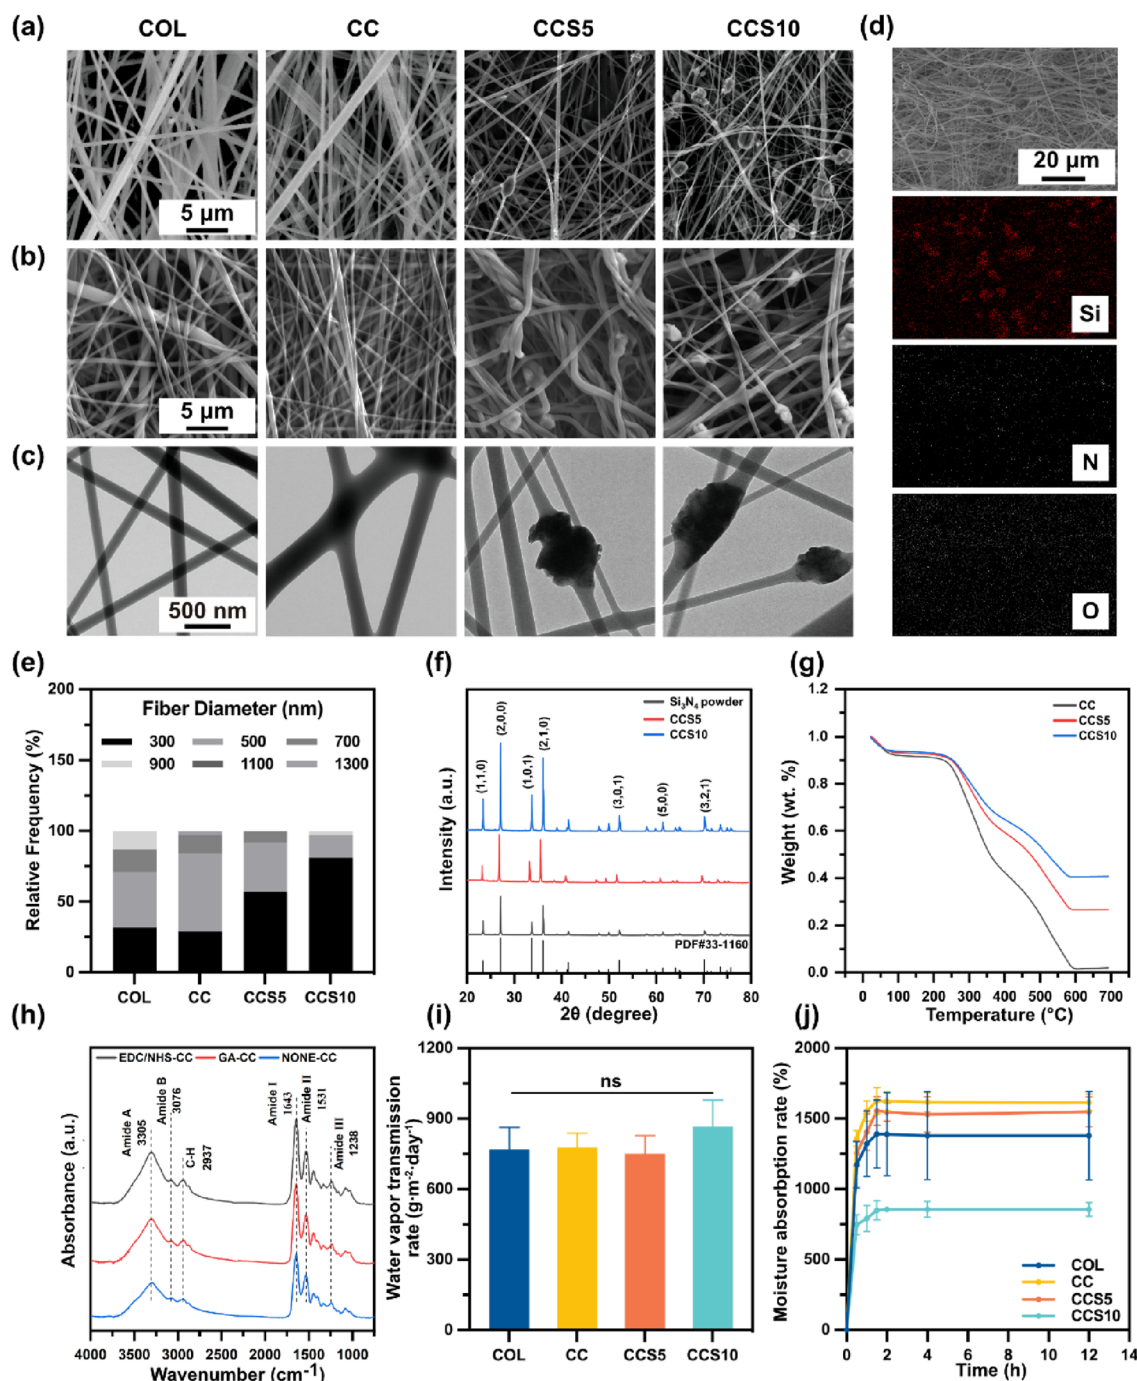 (a)
COL
CC
CCS5
CCS10
(d)
5 μm
20 μm
Si
(b)
5 μm
N
(c)
500 nm
O
(e)
200
150
100
50
0
Relative Frequency (%)
Fiber Diameter (nm)
300
500
700
900
1100
1300
COL
CC
CCS5
CCS10
(f)
Intensity (a.u.)
Si₃N₄ powder
CCS5
CCS10
(1,1,0)
(2,0,0)
(1,0,1)
(2,1,0)
(3,0,1)
(5,0,0)
(3,2,1)
PDF#33-1160
20 30 40 50 60 70 80
2θ (degree)
(g)
1.2
1.0
0.8
0.6
0.4
0.2
0.0
Weight (wt. %)
CC
CCS5
CCS10
0 100 200 300 400 500 600 700
Temperature (°C)
(h)
Absorbance (a.u.)
EDC/NHS-CC
GA-CC
NONE-CC
Amide A
3305
Amide B
3076
C-H
2937
Amide I
1643
Amide II
1531
Amide III
1238
4000 3500 3000 2500 2000 1500 1000
Wavenumber (cm⁻¹)
(i)
1200
900
600
300
0
Water vapor transmission
rate (g·m⁻²·day⁻¹)
ns
COL
CC
CCS5
CCS10
(j)
2000
1500
1000
500
0
Moisture absorbption rate (%)
COL
CC
CCS5
CCS10
0 2 4 6 8 10 12 14
Time (h)